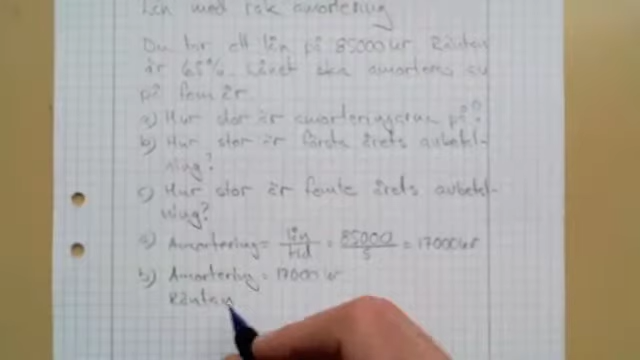 Lån med rak amortering
Du tar ett lån på 85000 kr. Räntan
är 6,5%. Lånet ska amorteras av
på fem år.
a) Hur stor är amorteringarna på?
b) Hur stor är första årets avbetal-
ning?
c) Hur stor är femte årets avbetal-
ning?
a) Amortering = lån/tid = 85000/5 = 17000 kr
b) Amortering = 17000 kr
Räntan